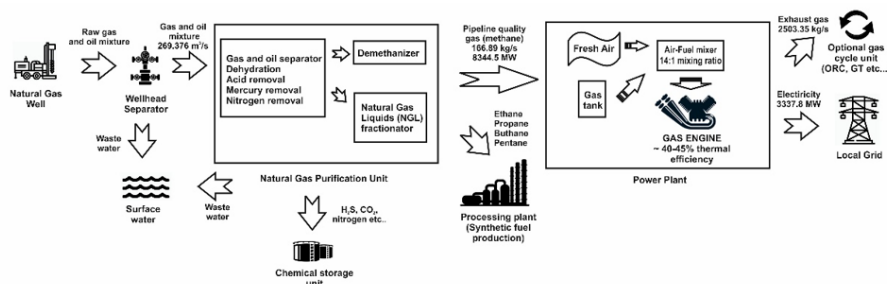 Raw gas
and oil mixture
Natural Gas
Well
Wellhead
Separator
Gas and oil
mixture
269.376 m³/s
Waste
water
Surface
water
Gas and oil separator
Dehydration
Acid removal
Mercury removal
Nitrogen removal
Demethanizer
Natural Gas
Liquids (NGL)
fractionator
Natural Gas Purification Unit
Waste
water
H₂S, CO₂,
nitrogen etc..
Chemical storage
unit
Pipeline quality
gas (methane)
166.89 kg/s
8344.5 MW
Ethane
Propane
Buthane
Pentane
Processing plant
(Synthetic fuel
production)
Fresh Air
Gas
tank
Air-Fuel mixer
14:1 mixing ratio
GAS ENGINE
~ 40-45% thermal
efficiency
Power Plant
Exhaust gas
2503.35 kg/s
Optional gas
cycle unit
(ORC, GT etc...)
Electricity
3337.8 MW
Local Grid